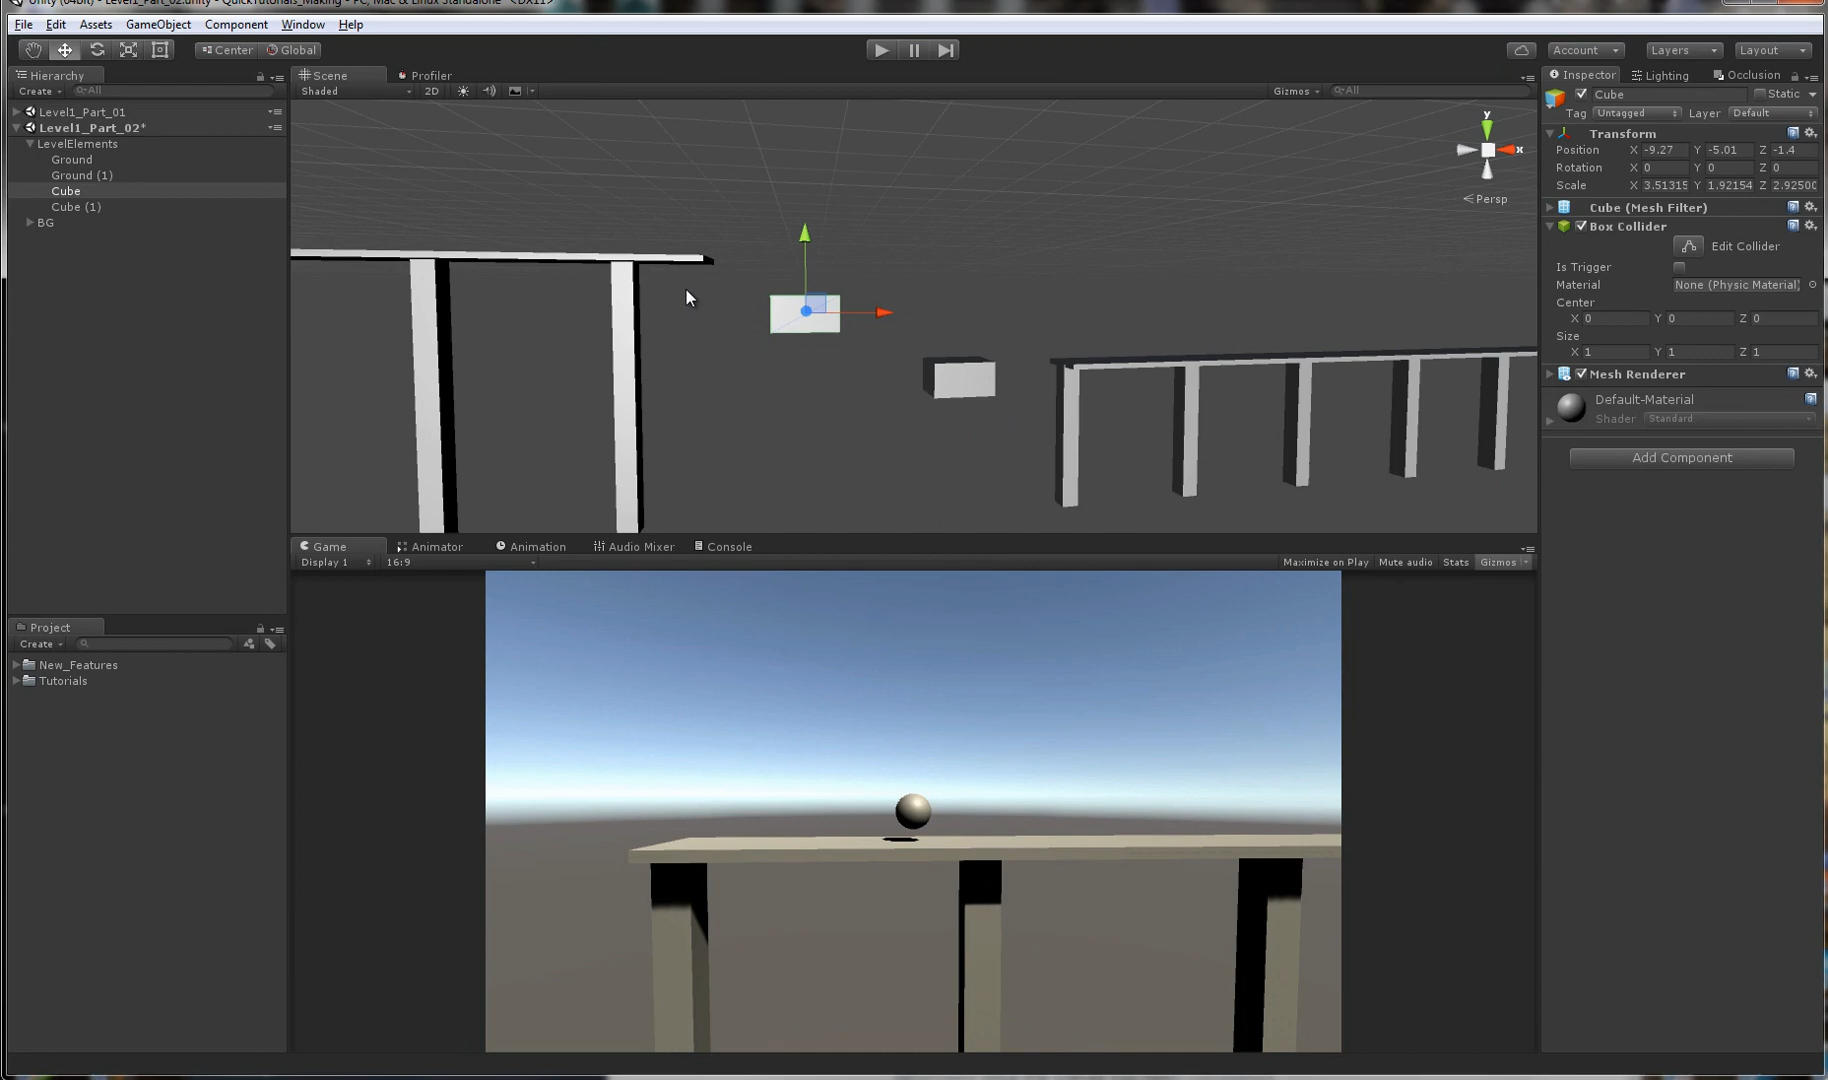 Unity (64bit) - Level1_Part_02.unity - QuickTutorials_Making - PC, Mac & Linux Standalone* <DX11>
File Edit Assets GameObject Component Window Help
Center Global Account Layers Layout
Hierarchy
Create All
Level1_Part_01
Level1_Part_02*
LevelElements
Ground
Ground (1)
Cube
Cube (1)
BG
Scene Profiler
Shaded 2D Gizmos All
y
x
Persp
Game Animator Animation Audio Mixer Console
Display 1 16:9 Maximize on Play Mute audio Stats Gizmos
Project
Create
New_Features
Tutorials
Inspector Lighting Occlusion
Cube Static
Tag Untagged Layer Default
Transform
Position X -9.27 Y -5.01 Z -1.4
Rotation X 0 Y 0 Z 0
Scale X 3.51315 Y 1.92154 Z 2.92500
Cube (Mesh Filter)
Box Collider
Edit Collider
Is Trigger
Material None (Physic Material)
Center
X 0 Y 0 Z 0
Size
X 1 Y 1 Z 1
Mesh Renderer
Default-Material
Shader Standard
Add Component